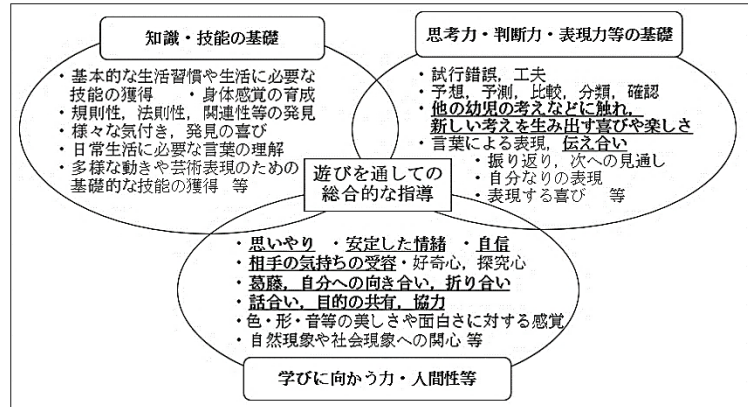 知識・技能の基礎
・基本的な生活習慣や生活に必要な
技能の獲得　・身体感覚の育成
・規則性，法則性，関連性等の発見
・様々な気付き，発見の喜び
・日常生活に必要な言葉の理解
・多様な動きや芸術表現のための
基礎的な技能の獲得　等
思考力・判断力・表現力等の基礎
・試行錯誤，工夫
・予想，予測，比較，分類，確認
・他の幼児の考えなどに触れ，
新しい考えを生み出す喜びや楽しさ
・言葉による表現，伝え合い
・振り返り，次への見通し
・自分なりの表現
・表現する喜び　等
遊びを通しての
総合的な指導
・思いやり　・安定した情緒　・自信
・相手の気持ちの受容・好奇心，探究心
・葛藤，自分への向き合い，折り合い
・話合い，目的の共有，協力
・色・形・音等の美しさや面白さに対する感覚
・自然現象や社会現象への関心 等
学びに向かう力・人間性等